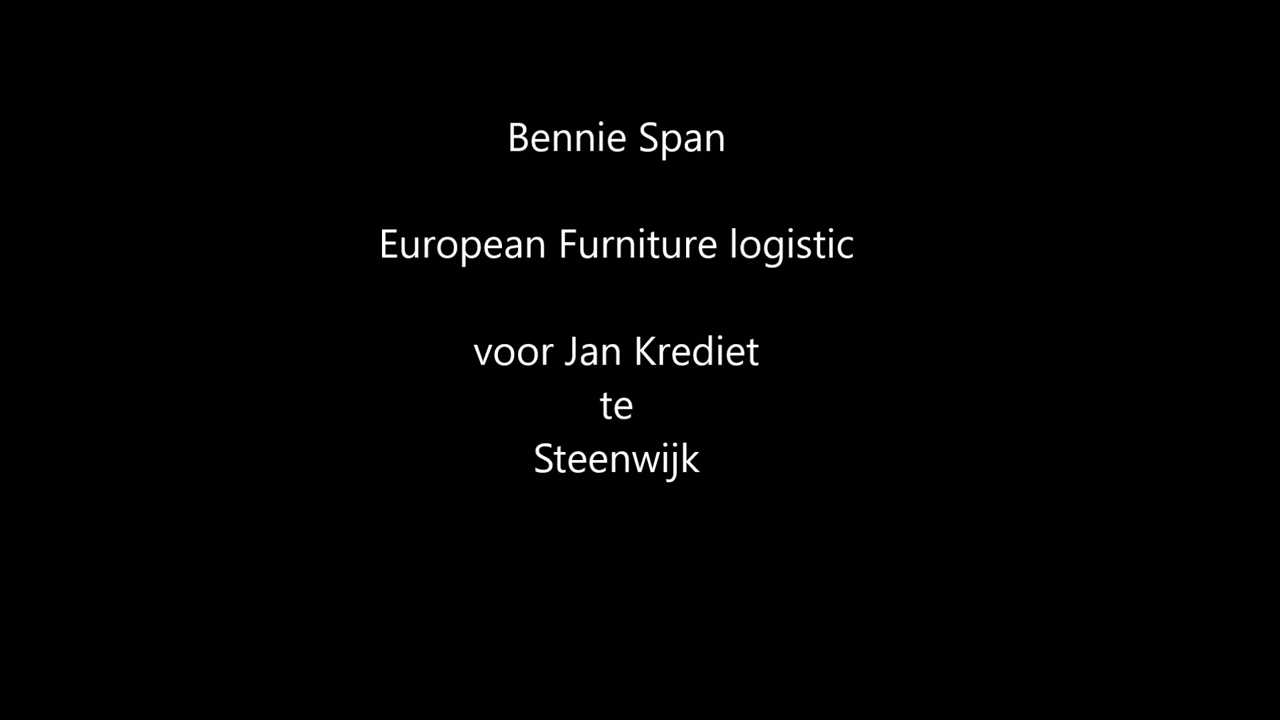 Bennie Span
European Furniture logistic
voor Jan Krediet
te
Steenwijk